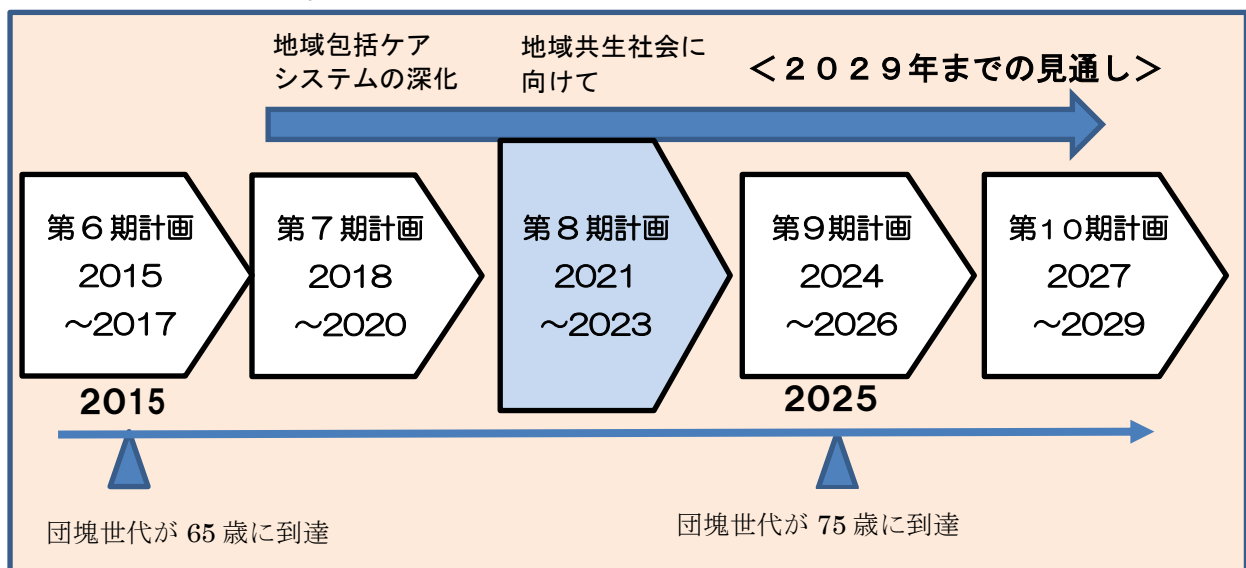 地域包括ケア
システムの深化
地域共生社会に
向けて
＜２０２９年までの見通し＞
第６期計画
2015
～2017
第７期計画
2018
～2020
第８期計画
2021
～2023
第９期計画
2024
～2026
第１０期計画
2027
～2029
2015
2025
団塊世代が 65 歳に到達
団塊世代が 75 歳に到達